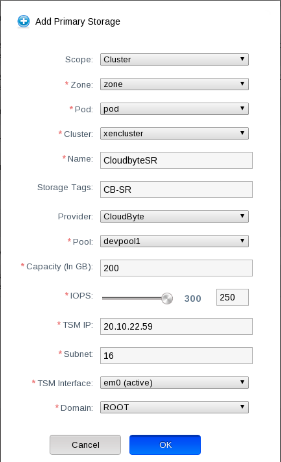 Add Primary Storage
Scope: Cluster
* Zone: zone
* Pod: pod
* Cluster: xencluster
* Name: CloudbyteSR
Storage Tags: CB-SR
Provider: CloudByte
* Pool: devpool1
* Capacity (In GB): 200
* IOPS: 300 250
* TSM IP: 20.10.22.59
* Subnet: 16
* TSM Interface: em0 (active)
* Domain: ROOT
Cancel OK